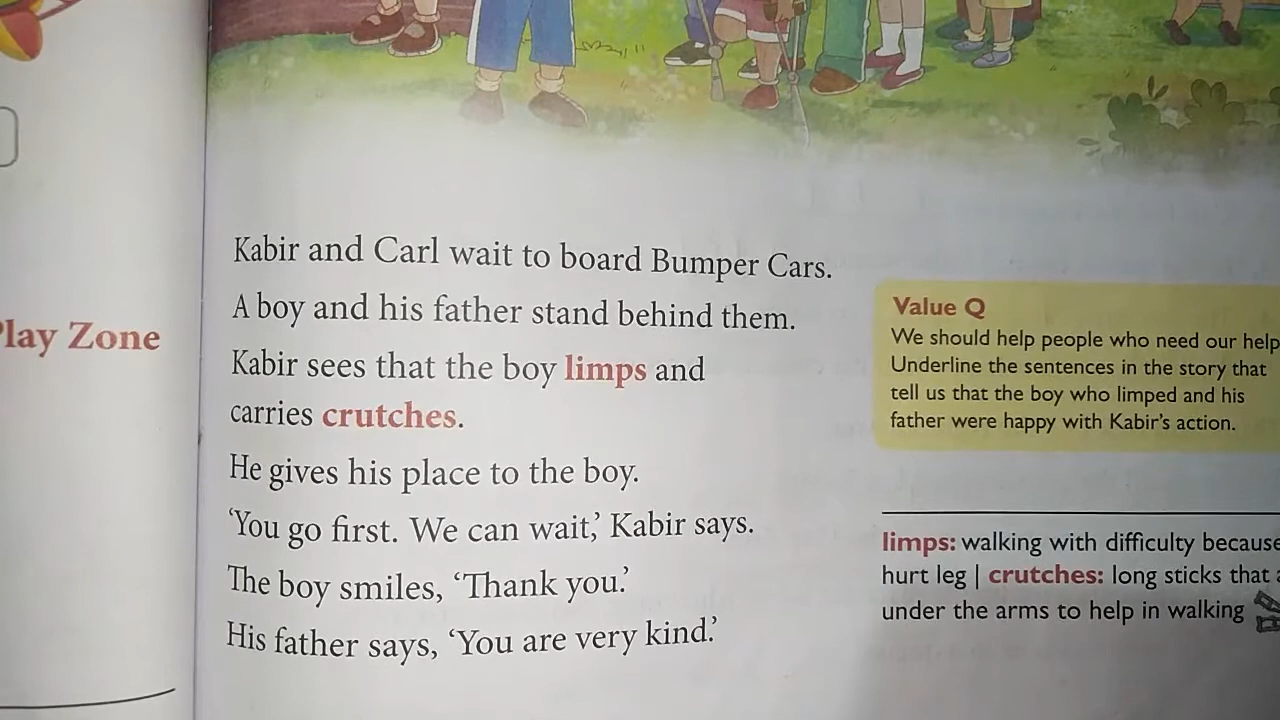 Play Zone
Kabir and Carl wait to board Bumper Cars.
A boy and his father stand behind them.
Kabir sees that the boy limps and
carries crutches.
He gives his place to the boy.
‘You go first. We can wait,’ Kabir says.
The boy smiles, ‘Thank you.’
His father says, ‘You are very kind.’
Value Q
We should help people who need our help
Underline the sentences in the story that
tell us that the boy who limped and his
father were happy with Kabir’s action.
limps: walking with difficulty because
hurt leg | crutches: long sticks that
under the arms to help in walking